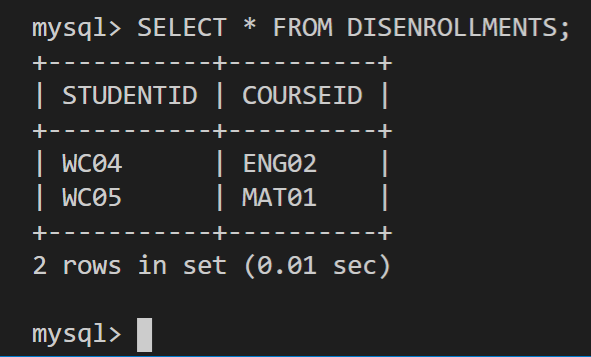 mysql> SELECT * FROM DISENROLLMENTS;
+-----------+----------+
| STUDENTID | COURSEID |
+-----------+----------+
| WC04      | ENG02    |
| WC05      | MAT01    |
+-----------+----------+
2 rows in set (0.01 sec)
mysql>